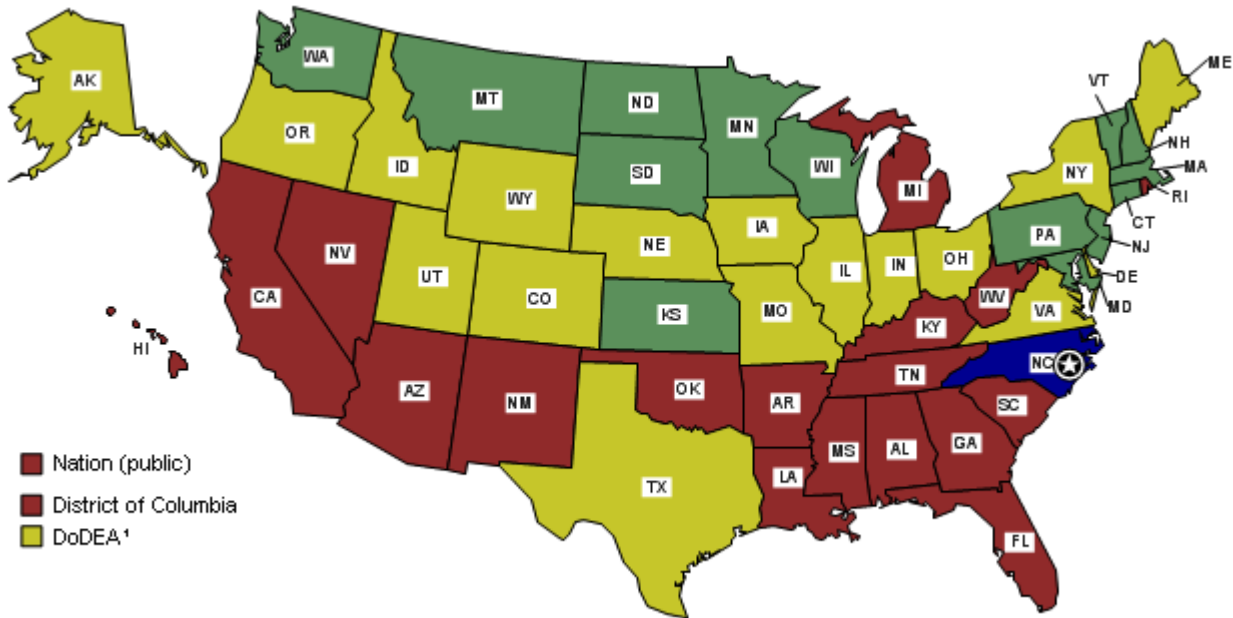 AK
WA
MT
ND
MN
VT
ME
OR
ID
SD
WI
MI
NH
MA
NY
RI
CT
WY
IA
PA
NJ
NE
IL
IN
OH
DE
MD
NV
UT
CO
CA
KS
MO
WV
VA
KY
HI
NC
AZ
NM
OK
AR
TN
SC
MS
AL
GA
LA
TX
FL
Nation (public)
District of Columbia
DoDEA¹